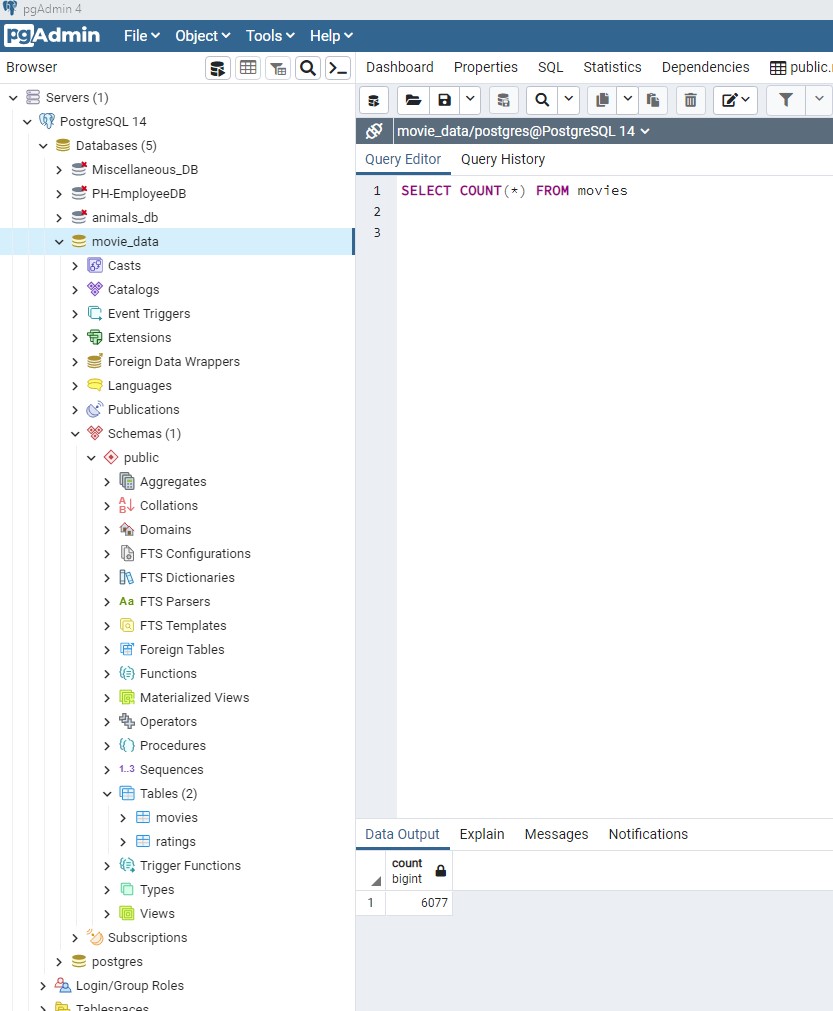 pgAdmin 4
pgAdmin File Object Tools Help
Browser
Dashboard Properties SQL Statistics Dependencies public.
Servers (1)
PostgreSQL 14
Databases (5)
Miscellaneous_DB
PH-EmployeeDB
animals_db
movie_data
Casts
Catalogs
Event Triggers
Extensions
Foreign Data Wrappers
Languages
Publications
Schemas (1)
public
Aggregates
Collations
Domains
FTS Configurations
FTS Dictionaries
Aa FTS Parsers
FTS Templates
Foreign Tables
Functions
Materialized Views
Operators
Procedures
1..3 Sequences
Tables (2)
movies
ratings
Trigger Functions
Types
Views
Subscriptions
postgres
Login/Group Roles
Tablespaces
movie_data/postgres@PostgreSQL 14
Query Editor Query History
1 SELECT COUNT(*) FROM movies
2
3
Data Output Explain Messages Notifications
count
bigint
1 6077